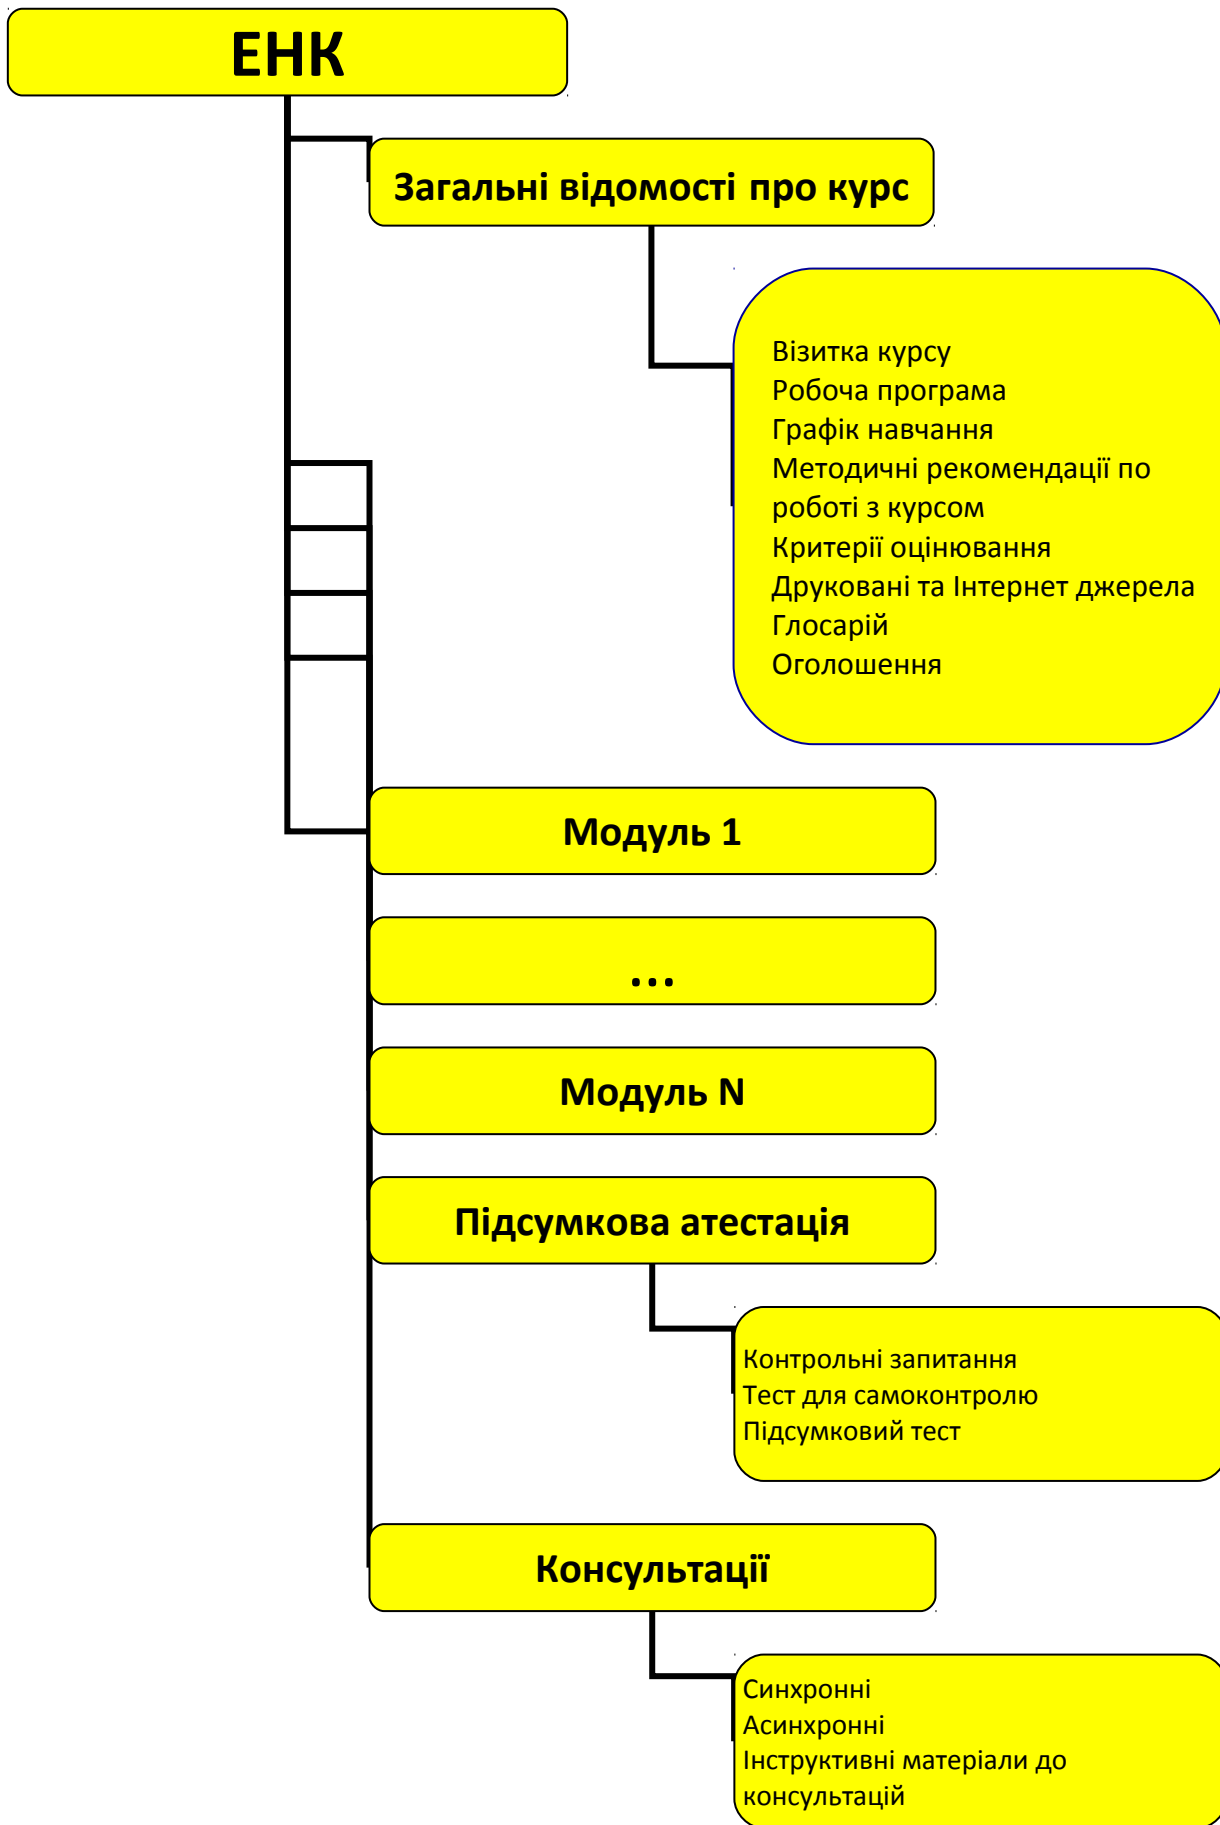 ЕНК
Загальні відомості про курс
Візитка курсу
Робоча програма
Графік навчання
Методичні рекомендації по
роботі з курсом
Критерії оцінювання
Друковані та Інтернет джерела
Глосарій
Оголошення
Модуль 1
...
Модуль N
Підсумкова атестація
Контрольні запитання
Тест для самоконтролю
Підсумковий тест
Консультації
Синхронні
Асинхронні
Інструктивні матеріали до
консультацій